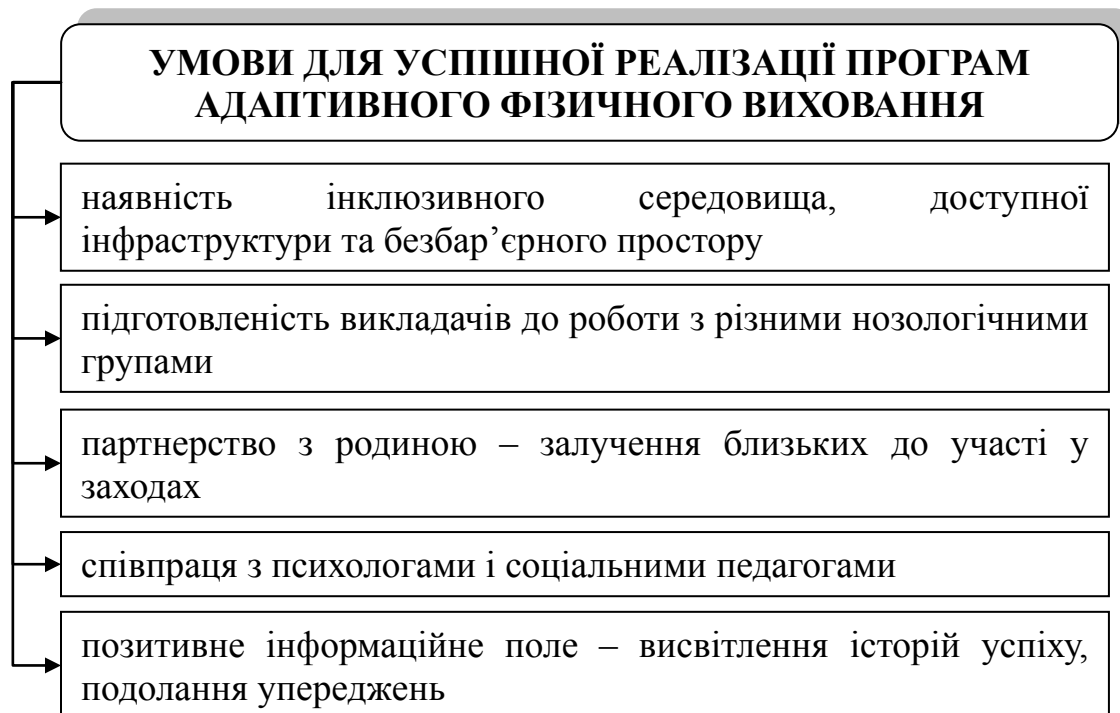 УМОВИ ДЛЯ УСПІШНОЇ РЕАЛІЗАЦІЇ ПРОГРАМ
АДАПТИВНОГО ФІЗИЧНОГО ВИХОВАННЯ
наявність інклюзивного середовища, доступної
інфраструктури та безбар’єрного простору
підготовленість викладачів до роботи з різними нозологічними
групами
партнерство з родиною – залучення близьких до участі у
заходах
співпраця з психологами і соціальними педагогами
позитивне інформаційне поле – висвітлення історій успіху,
подолання упереджень